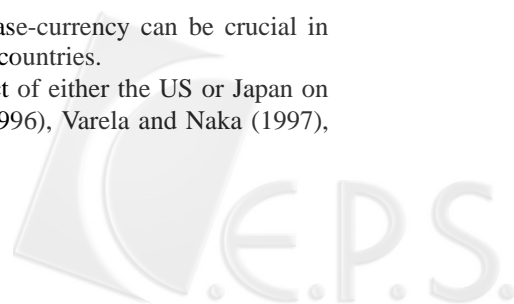 ase-currency can be crucial in
countries.
t of either the US or Japan on
996), Varela and Naka (1997),
C.E.P.S.